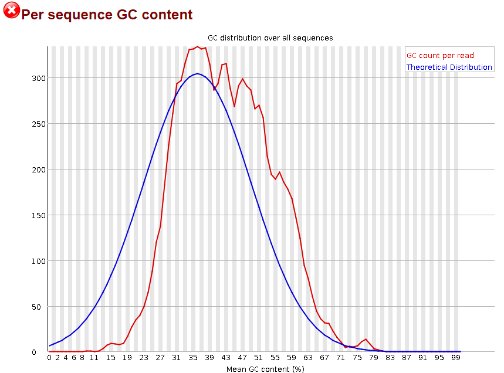 Per sequence GC content
GC distribution over all sequences
GC count per read
Theoretical Distribution
300
250
200
150
100
50
0
0 2 4 6 8 11 15 19 23 27 31 35 39 43 47 51 55 59 63 67 71 75 79 83 87 91 95 99
Mean GC content (%)